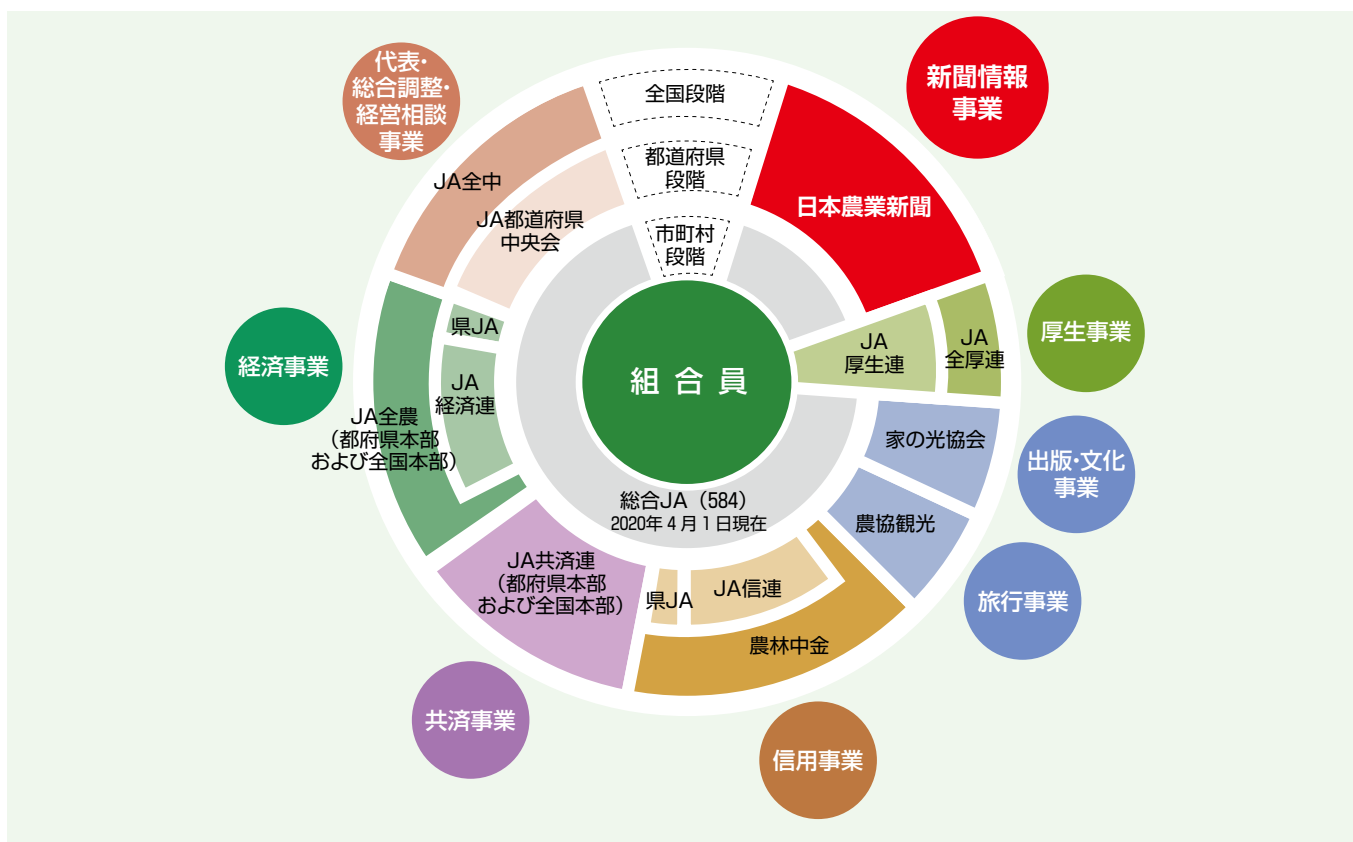 代表・
総合調整・
経営相談
事業
全国段階
都道府県
段階
市町村
段階
新聞情報
事業
日本農業新聞
JA全中
JA都道府県
中央会
厚生事業
JA
厚生連
JA
全厚連
経済事業
県JA
JA
経済連
JA全農
（都府県本部
および全国本部）
組合員
家の光協会
出版・文化
事業
農協観光
旅行事業
総合JA（584）
2020年4月1日現在
JA共済連
（都府県本部
および全国本部）
共済事業
県JA
JA信連
農林中金
信用事業